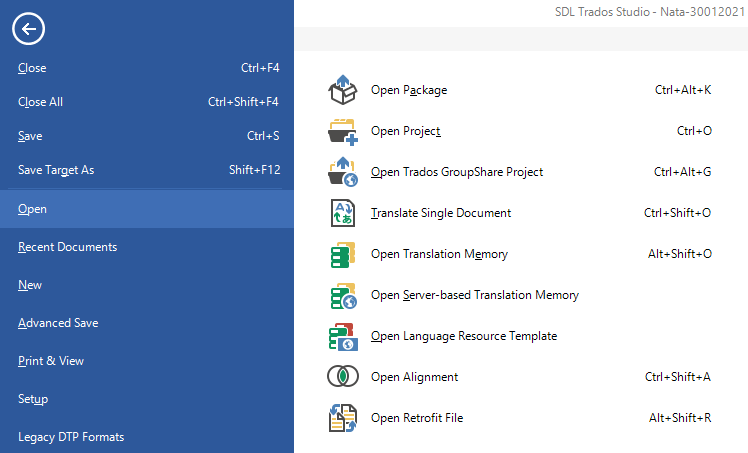 SDL Trados Studio - Nata-30012021
Close Ctrl+F4
Close All Ctrl+Shift+F4
Save Ctrl+S
Save Target As Shift+F12
Open
Recent Documents
New
Advanced Save
Print & View
Setup
Legacy DTP Formats
Open Package Ctrl+Alt+K
Open Project Ctrl+O
Open Trados GroupShare Project Ctrl+Alt+G
Translate Single Document Ctrl+Shift+O
Open Translation Memory Alt+Shift+O
Open Server-based Translation Memory
Open Language Resource Template
Open Alignment Ctrl+Shift+A
Open Retrofit File Alt+Shift+R